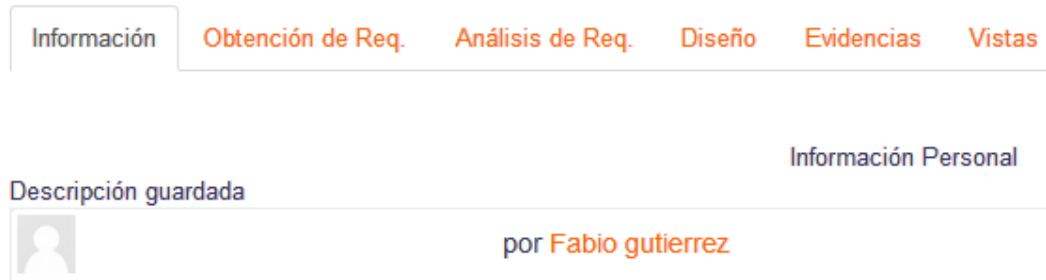 Información Obtención de Req. Análisis de Req. Diseño Evidencias Vistas
Información Personal
Descripción guardada
por Fabio gutierrez